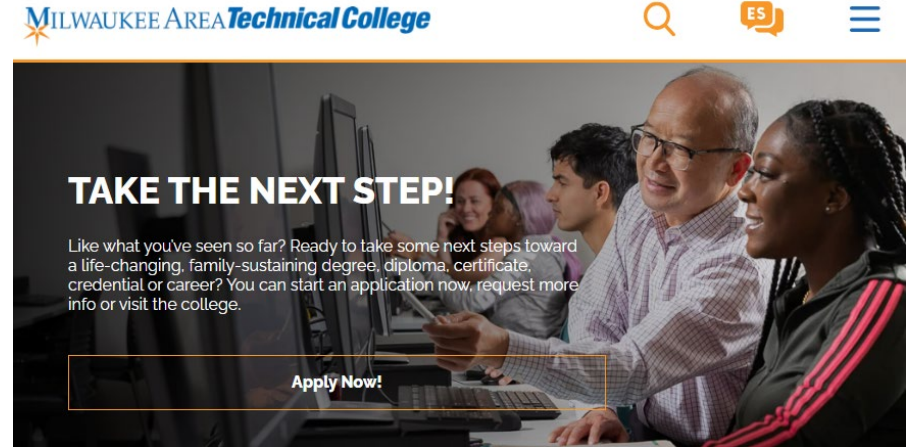 MILWAUKEE AREA Technical College
ES
TAKE THE NEXT STEP!
Like what you've seen so far? Ready to take some next steps toward
a life-changing, family-sustaining degree, diploma, certificate,
credential or career? You can start an application now, request more
info or visit the college.
Apply Now!